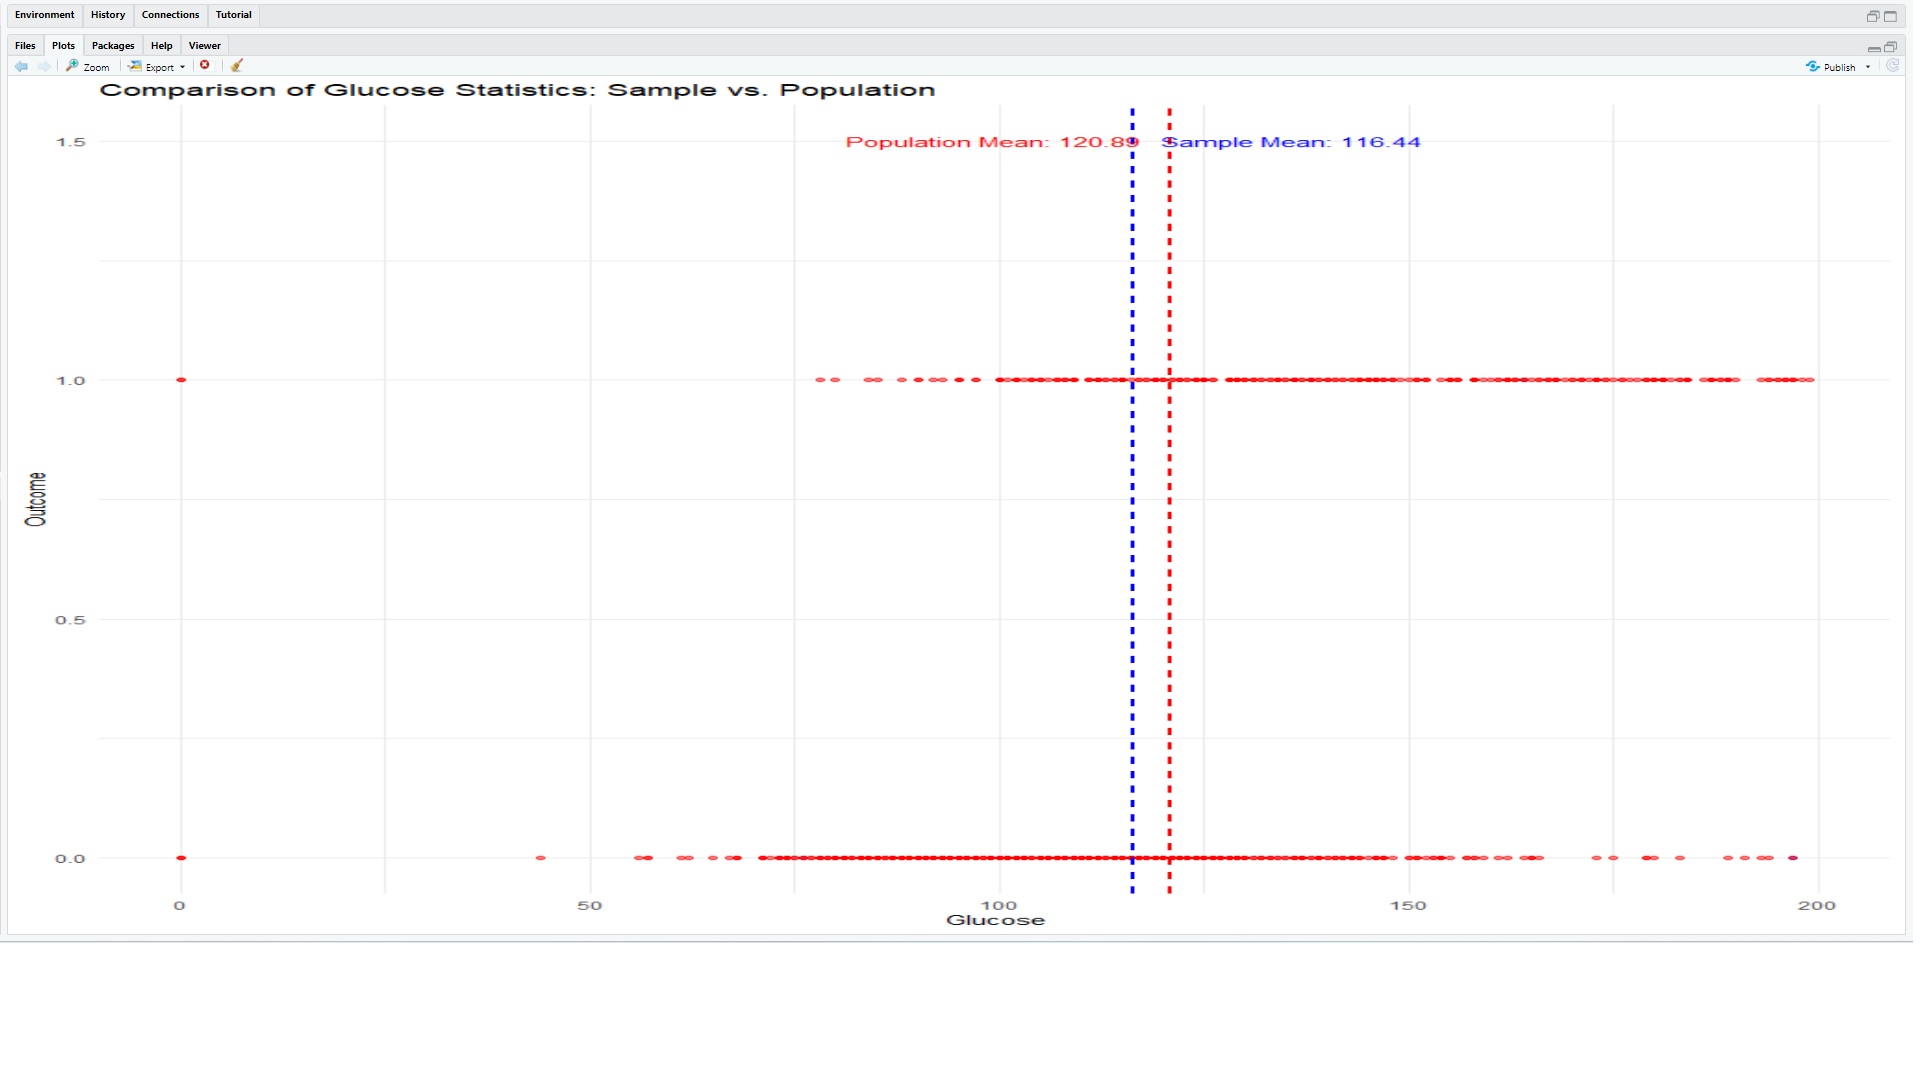 Environment History Connections Tutorial
Files Plots Packages Help Viewer
Zoom Export Publish
Comparison of Glucose Statistics: Sample vs. Population
Population Mean: 120.89 Sample Mean: 116.44
1.5
1.0
0.5
0.0
Outcome
0 50 100 150 200
Glucose